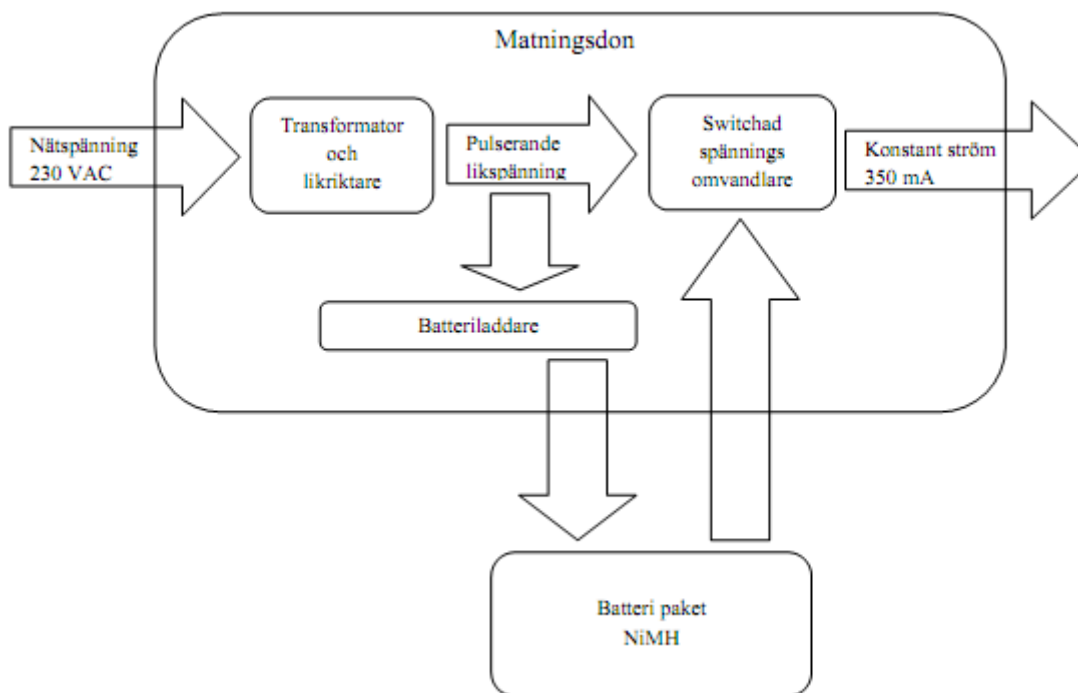 Matningsdon
Nätspänning
230 VAC
Transformator
och
likriktare
Pulserande
likspänning
Switchad
spännings
omvandlare
Konstant ström
350 mA
Batteriladdare
Batteri paket
NiMH